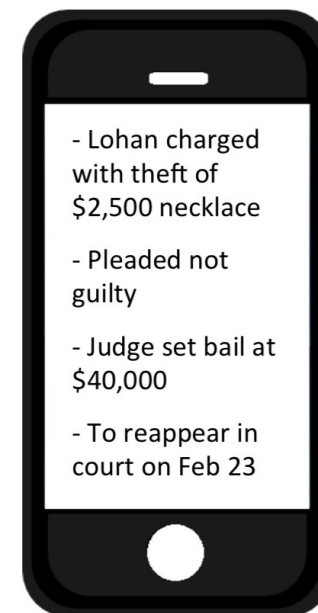 - Lohan charged
with theft of
$2,500 necklace
- Pleaded not
guilty
- Judge set bail at
$40,000
- To reappear in
court on Feb 23